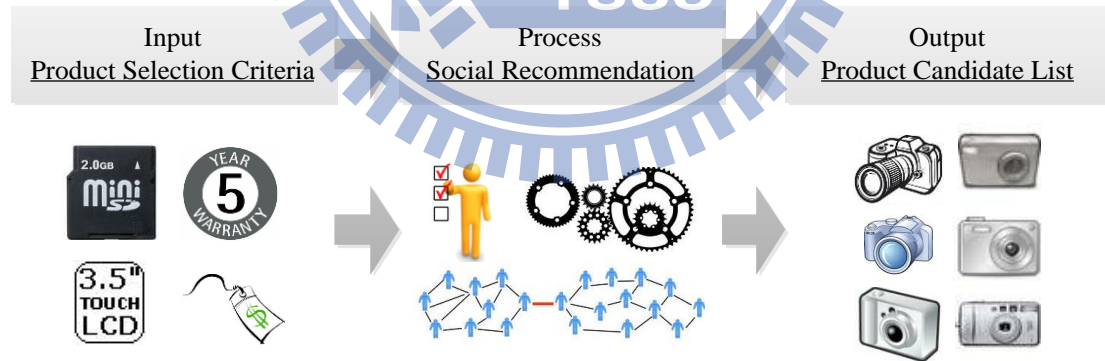 Input
Product Selection Criteria
Process
Social Recommendation
Output
Product Candidate List
2.0GB
mini
SD
YEAR
5
WARRANTY
3.5"
TOUCH
LCD
$